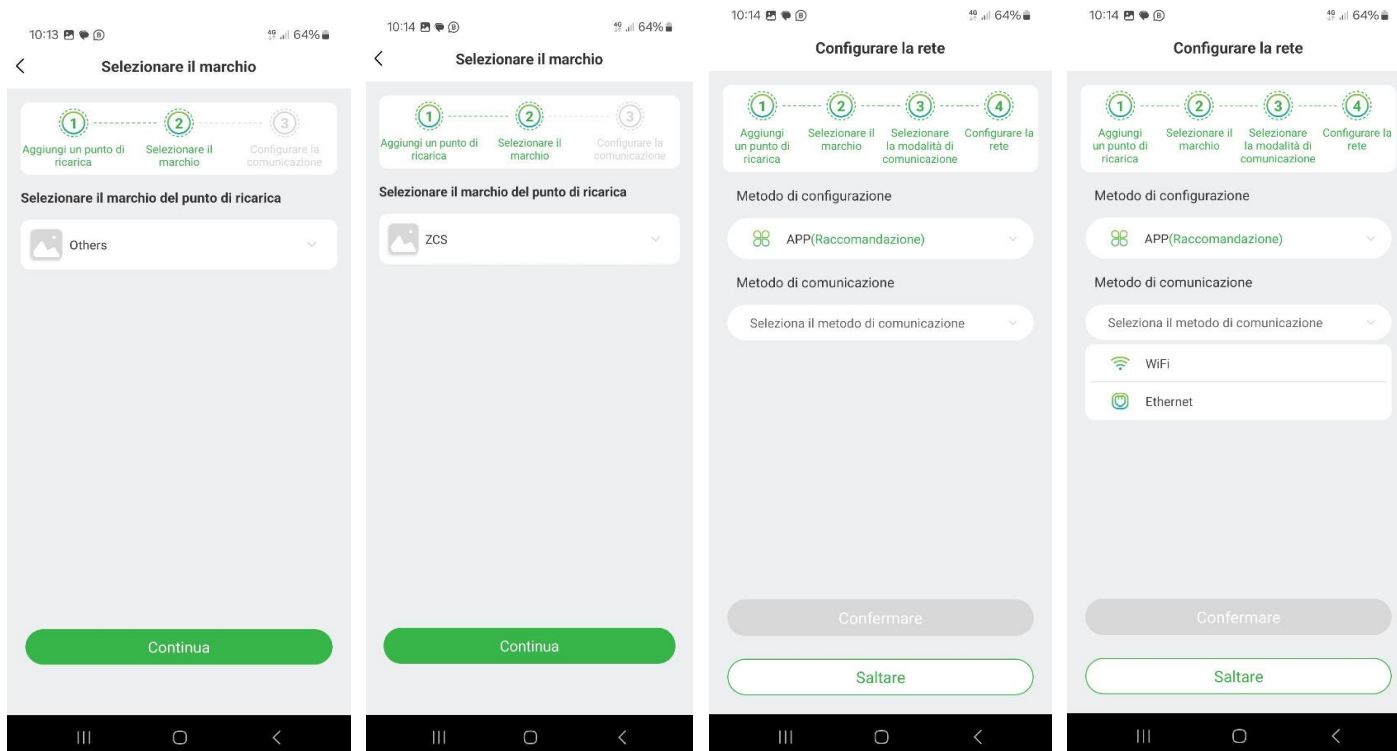 10:13 64%
Selezionare il marchio
1 2 3
Aggiungi un punto di
ricarica
Selezionare il
marchio
Configurare la
comunicazione
Selezionare il marchio del punto di ricarica
Others
Continua
10:14 4G 64%
Selezionare il marchio
1 2 3
Aggiungi un punto di
ricarica
Selezionare il
marchio
Configurare la
comunicazione
Selezionare il marchio del punto di ricarica
ZCS
Continua
10:14 4G 64%
Configurare la rete
1 2 3 4
Aggiungi
un punto di
ricarica
Selezionare il
marchio
Selezionare
la modalità di
comunicazione
Configurare la
rete
Metodo di configurazione
APP(Raccomandazione)
Metodo di comunicazione
Seleziona il metodo di comunicazione
Confermare
Saltare
10:14 4G 64%
Configurare la rete
1 2 3 4
Aggiungi
un punto di
ricarica
Selezionare il
marchio
Selezionare
la modalità di
comunicazione
Configurare la
rete
Metodo di configurazione
APP(Raccomandazione)
Metodo di comunicazione
Seleziona il metodo di comunicazione
WiFi
Ethernet
Confermare
Saltare